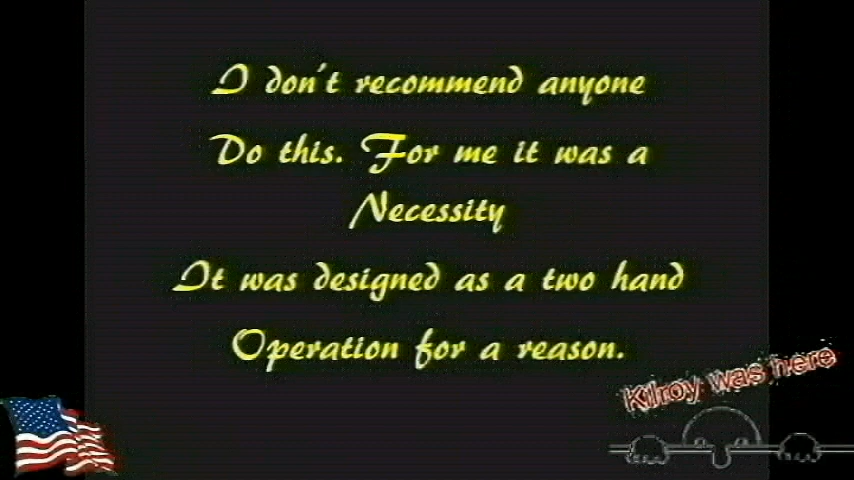 I don't recommend anyone
Do this. For me it was a
Necessity
It was designed as a two hand
Operation for a reason.
Kilroy was here